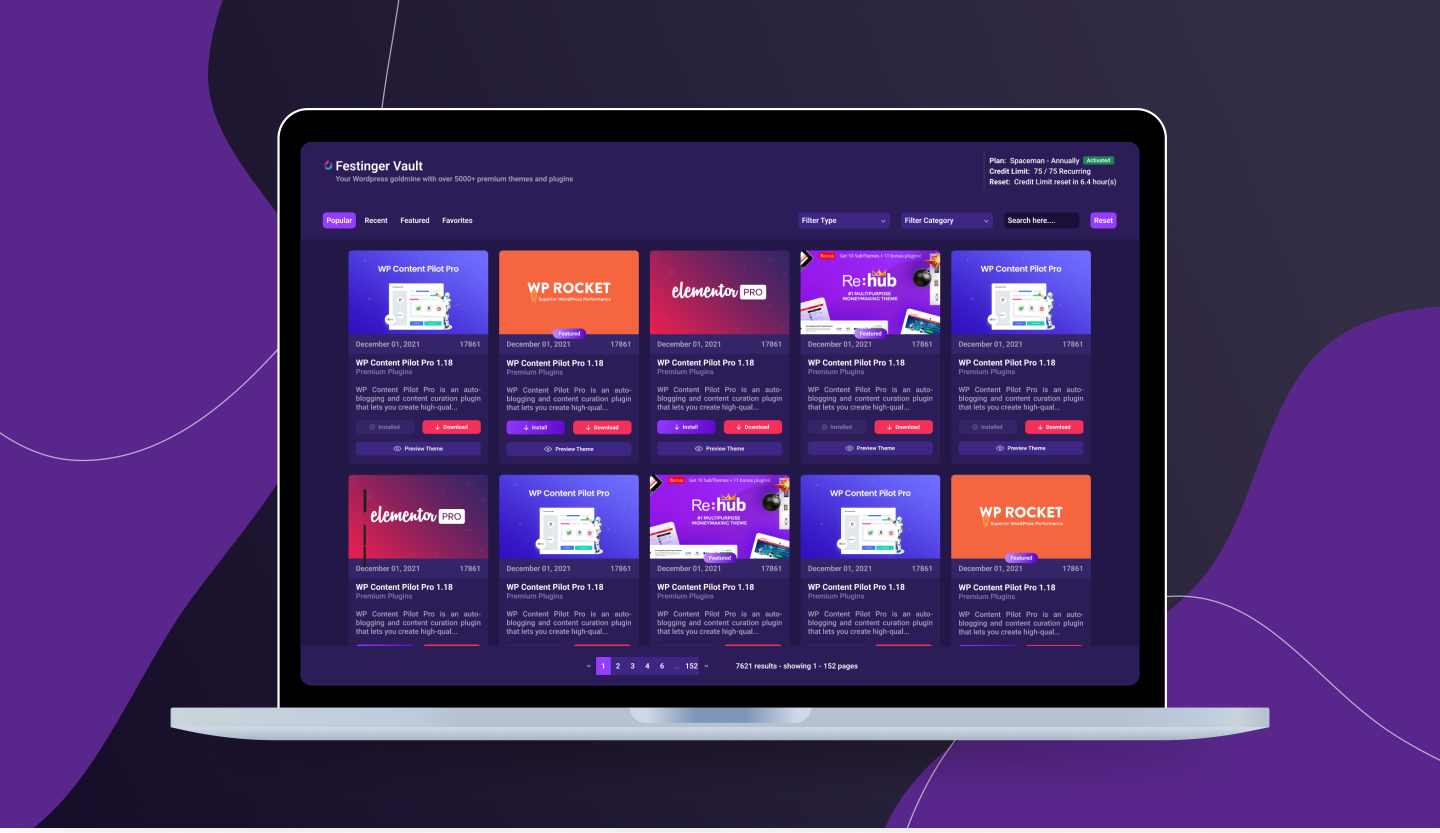 Festinger Vault
Your Wordpress goldmine with over 5000+ premium themes and plugins
Plan: Spaceman - Annually Activated
Credit Limit: 75 / 75 Recurring
Reset: Credit Limit reset in 6.4 hour(s)
Popular Recent Featured Favorites Filter Type Filter Category Search here.... Reset
WP Content Pilot Pro
December 01, 2021 17861
WP Content Pilot Pro 1.18
Premium Plugins
WP Content Pilot Pro is an auto-
blogging and content curation plugin
that lets you create high-qual...
Installed Download
Preview Theme
WP ROCKET
Superior WordPress Performance
Featured
December 01, 2021 17861
WP Content Pilot Pro 1.18
Premium Plugins
WP Content Pilot Pro is an auto-
blogging and content curation plugin
that lets you create high-qual...
Install Download
Preview Theme
elementor PRO
December 01, 2021 17861
WP Content Pilot Pro 1.18
Premium Plugins
WP Content Pilot Pro is an auto-
blogging and content curation plugin
that lets you create high-qual...
Install Download
Preview Theme
Bonus Get 10 SubThemes + 11 bonus plugins!
Re:hub
#1 MULTIPURPOSE
MONEYMAKING THEME
Featured
December 01, 2021 17861
WP Content Pilot Pro 1.18
Premium Plugins
WP Content Pilot Pro is an auto-
blogging and content curation plugin
that lets you create high-qual...
Installed Download
Preview Theme
WP Content Pilot Pro
December 01, 2021 17861
WP Content Pilot Pro 1.18
Premium Plugins
WP Content Pilot Pro is an auto-
blogging and content curation plugin
that lets you create high-qual...
Installed Download
Preview Theme
elementor PRO
December 01, 2021 17861
WP Content Pilot Pro 1.18
Premium Plugins
WP Content Pilot Pro is an auto-
blogging and content curation plugin
that lets you create high-qual...
WP Content Pilot Pro
December 01, 2021 17861
WP Content Pilot Pro 1.18
Premium Plugins
WP Content Pilot Pro is an auto-
blogging and content curation plugin
that lets you create high-qual...
Bonus Get 10 SubThemes + 11 bonus plugins!
Re:hub
#1 MULTIPURPOSE
MONEYMAKING THEME
Featured
December 01, 2021 17861
WP Content Pilot Pro 1.18
Premium Plugins
WP Content Pilot Pro is an auto-
blogging and content curation plugin
that lets you create high-qual...
WP Content Pilot Pro
December 01, 2021 17861
WP Content Pilot Pro 1.18
Premium Plugins
WP Content Pilot Pro is an auto-
blogging and content curation plugin
that lets you create high-qual...
WP ROCKET
Superior WordPress Performance
Featured
December 01, 2021 17861
WP Content Pilot Pro 1.18
Premium Plugins
WP Content Pilot Pro is an auto-
blogging and content curation plugin
that lets you create high-qual...
1 2 3 4 6 ... 152 7621 results - showing 1 - 152 pages